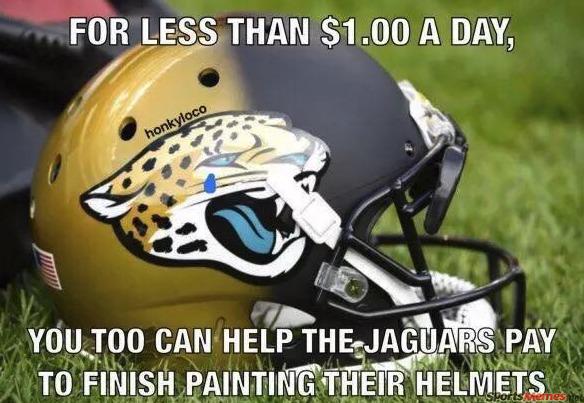 FOR LESS THAN $1.00 A DAY,
honkyloco
YOU TOO CAN HELP THE JAGUARS PAY
TO FINISH PAINTING THEIR HELMETS
SportsMemes